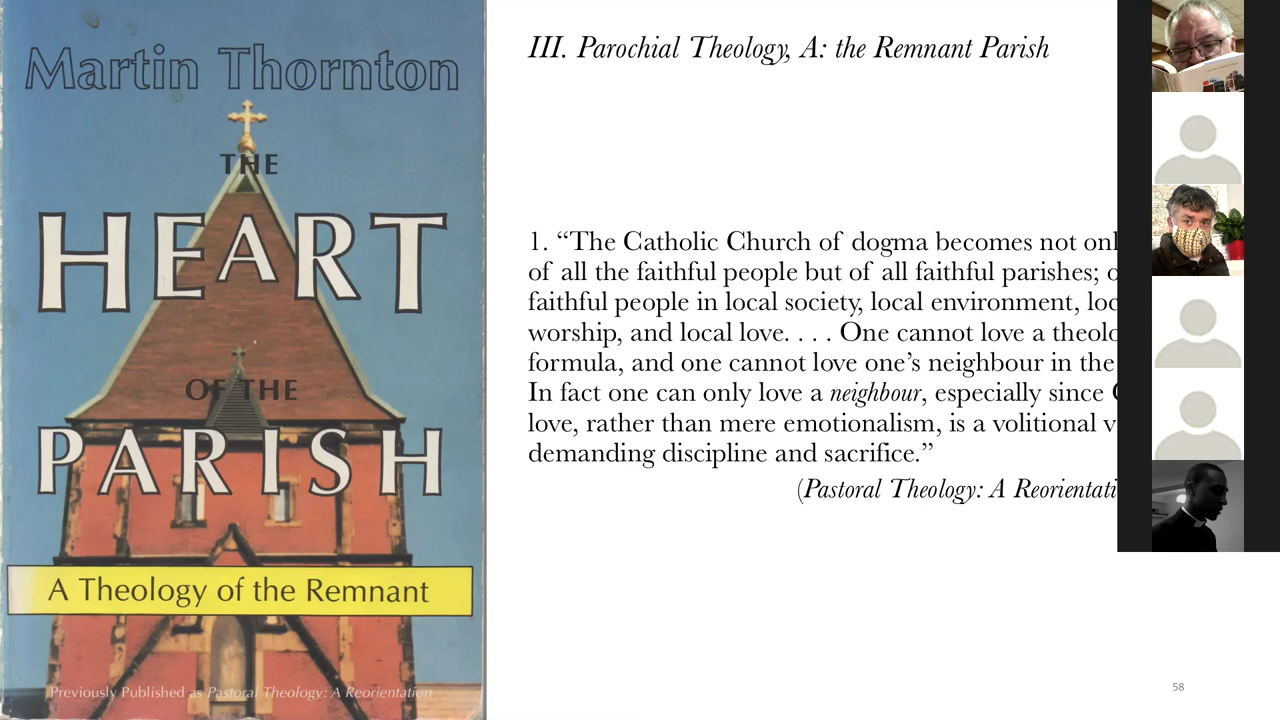 Martin Thornton
THE
HEART
OF THE
PARISH
A Theology of the Remnant
Previously Published as Pastoral Theology: A Reorientation
III. Parochial Theology, A: the Remnant Parish
1. “The Catholic Church of dogma becomes not
of all the faithful people but of all faithful parishes;
faithful people in local society, local environment,
worship, and local love. . . . One cannot love a
formula, and one cannot love one’s neighbour in the
In fact one can only love a neighbour, especially since
love, rather than mere emotionalism, is a volitional
demanding discipline and sacrifice.”
(Pastoral Theology: A
58